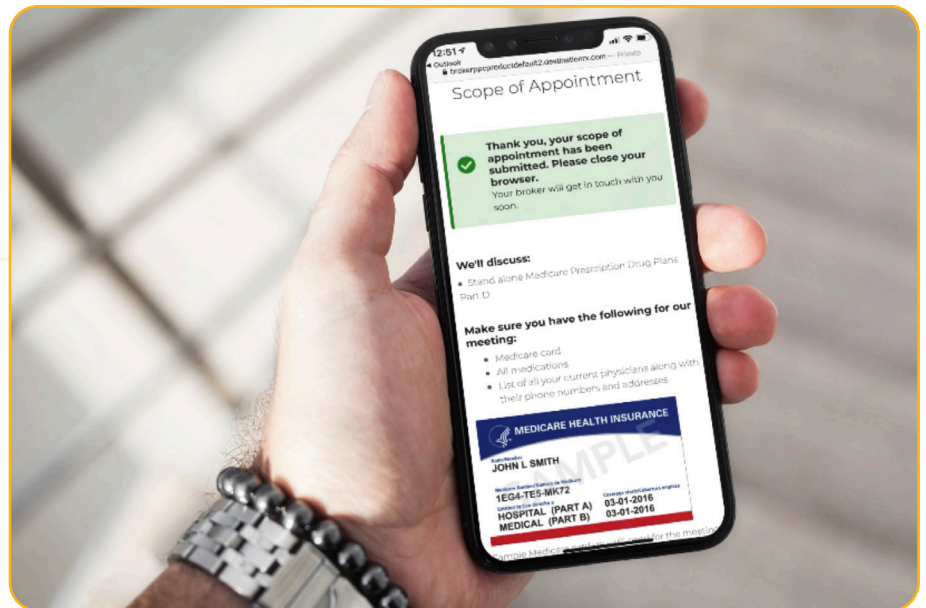 12:51
Outlook
— Private
Scope of Appointment
Thank you, your scope of
appointment has been
submitted. Please close your
browser.
Your broker will get in touch with you
soon.
We'll discuss:
• Stand alone Medicare Prescription Drug Plans
Part D
Make sure you have the following for our
meeting:
• Medicare card
• All medications
• List of all your current physicians along with
their phone numbers and addresses
MEDICARE HEALTH INSURANCE
SAMPLE
JOHN L SMITH
1EG4-TE5-MK72
HOSPITAL (PART A) 03-01-2016
MEDICAL (PART B) 03-01-2016
for the meeting